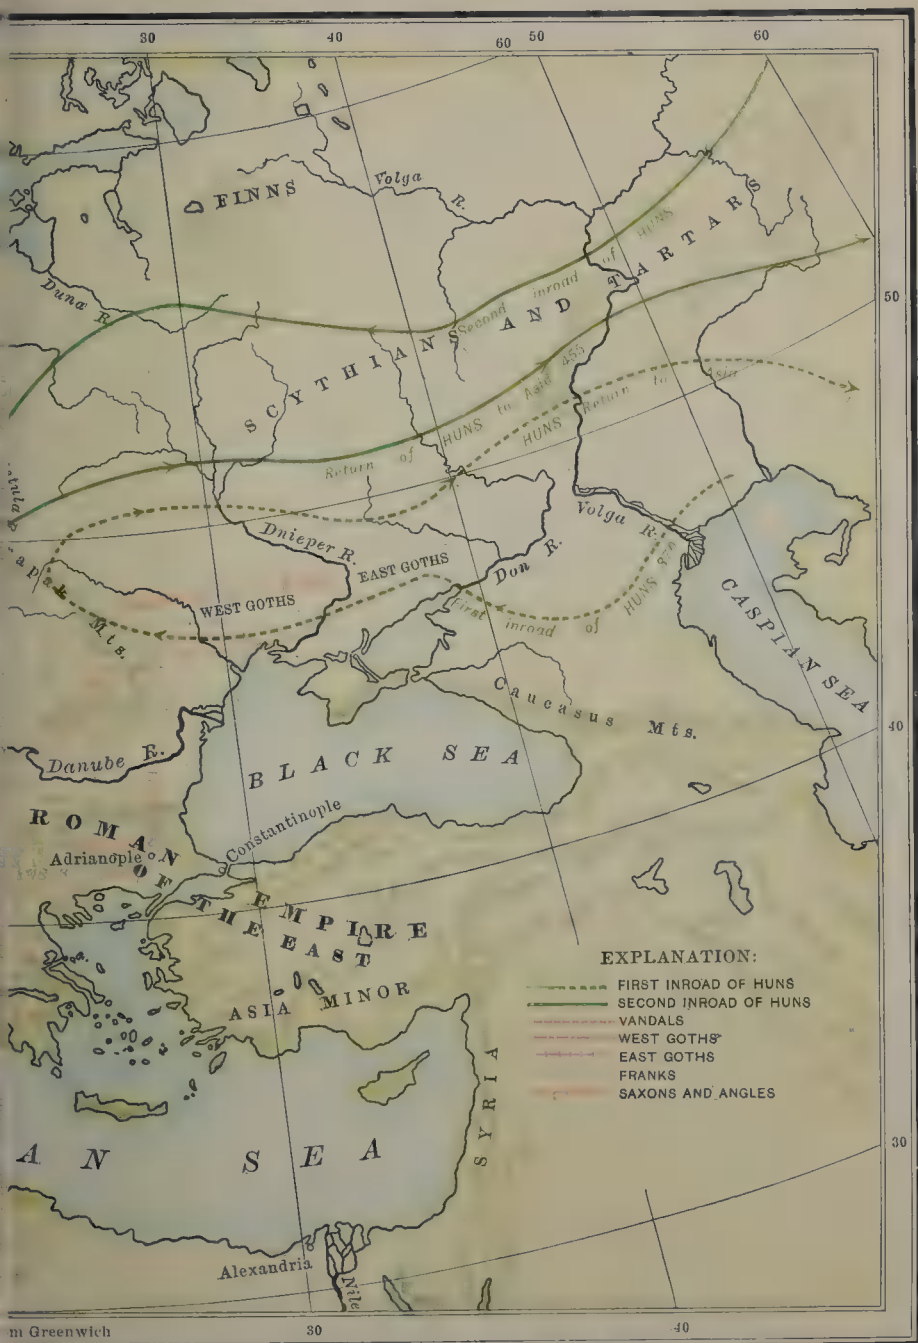 30 40 60 50 60
FINNS
Volga R.
Dunæ R.
SCYTHIANS AND TARTARS
Second inroad of HUNS
50
Return of HUNS to Asia 455
HUNS Return to Asia
Dnieper R.
Volga R.
EAST GOTHS
Don R.
WEST GOTHS
First inroad of HUNS
Mts.
CASPIAN SEA
Caucasus Mts.
40
Danube R.
BLACK SEA
ROMAN
Constantinople
Adrianople
OF
EMPIRE
THE EAST
ASIA MINOR
EXPLANATION:
FIRST INROAD OF HUNS
SECOND INROAD OF HUNS
VANDALS
WEST GOTHS
EAST GOTHS
FRANKS
SAXONS AND ANGLES
SYRIA
30
AN SEA
Alexandria
Nile
m Greenwich
30 40